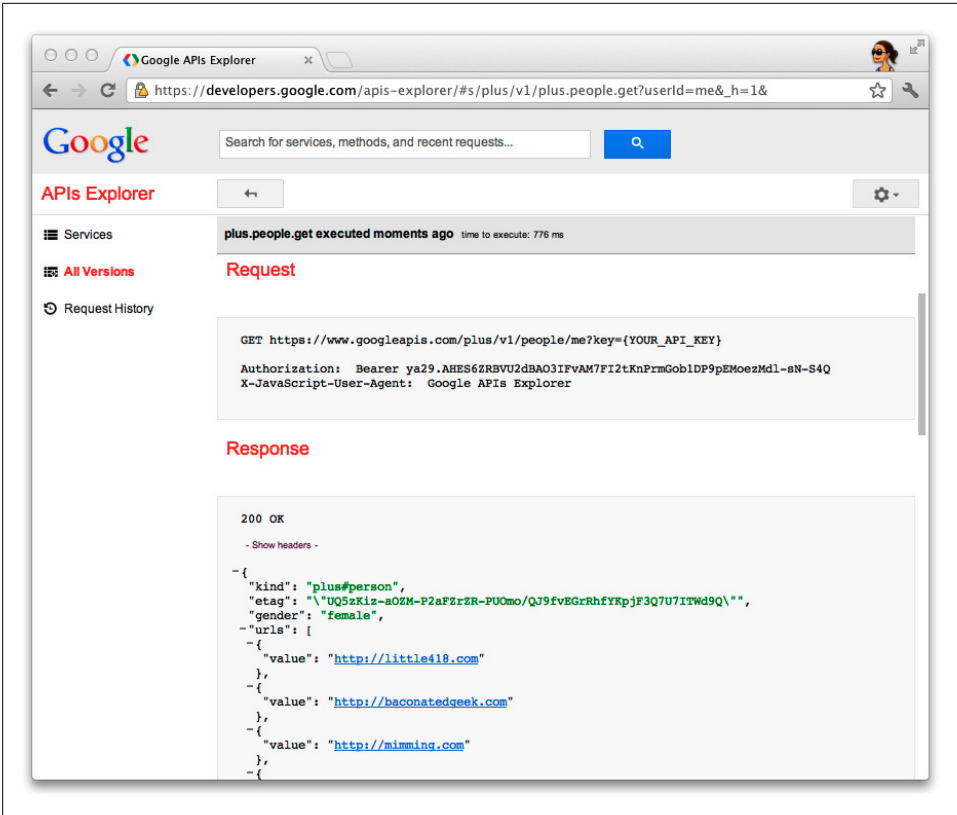 Google APIs Explorer
https://developers.google.com/apis-explorer/#s/plus/v1/plus.people.get?userId=me&_h=1&
Google
Search for services, methods, and recent requests...
APIs Explorer
Services
All Versions
Request History
plus.people.get executed moments ago time to execute: 776 ms
Request
GET https://www.googleapis.com/plus/v1/people/me?key={YOUR_API_KEY}
Authorization: Bearer ya29.AHES6ZRBVU2dBAO3IFvAM7FI2tKnPrmGob1DP9pEMoezMdl-sN-S4Q
X-JavaScript-User-Agent: Google APIs Explorer
Response
200 OK
- Show headers -
-{
"kind": "plus#person",
"etag": "\"UQ5zKiz-aOZM-P2aFZrZR-PUOmo/QJ9fvEGrRhfYKpjF3Q7U7ITWd9Q\"",
"gender": "female",
-"urls": [
-{
"value": "http://little418.com"
},
-{
"value": "http://baconatedgeek.com"
},
-{
"value": "http://mimming.com"
},
-{